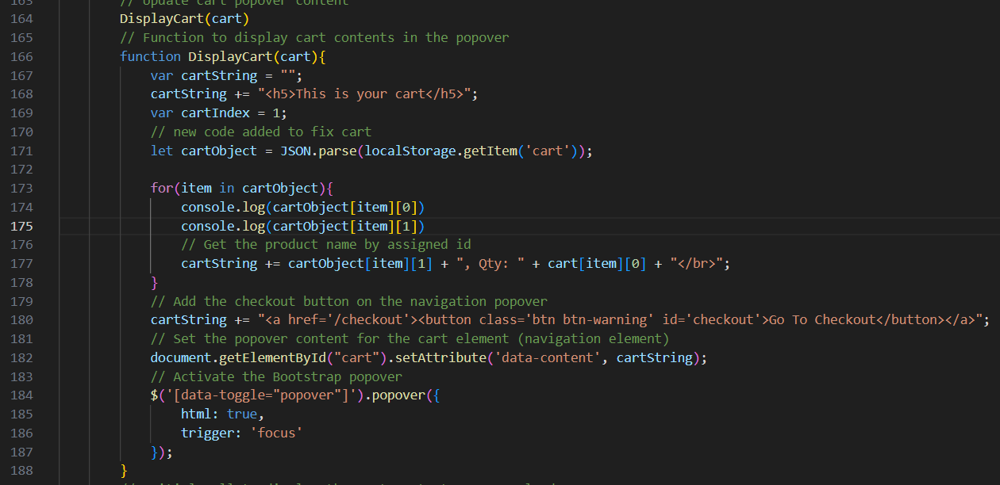 163 // Update cart popover content
164 DisplayCart(cart)
165 // Function to display cart contents in the popover
166 function DisplayCart(cart){
167 var cartString = "";
168 cartString += "<h5>This is your cart</h5>";
169 var cartIndex = 1;
170 // new code added to fix cart
171 let cartObject = JSON.parse(localStorage.getItem('cart'));
172
173 for(item in cartObject){
174 console.log(cartObject[item][0])
175 console.log(cartObject[item][1])
176 // Get the product name by assigned id
177 cartString += cartObject[item][1] + ", Qty: " + cart[item][0] + "</br>";
178 }
179 // Add the checkout button on the navigation popover
180 cartString += "<a href='/checkout'><button class='btn btn-warning' id='checkout'>Go To Checkout</button></a>";
181 // Set the popover content for the cart element (navigation element)
182 document.getElementById("cart").setAttribute('data-content', cartString);
183 // Activate the Bootstrap popover
184 $('[data-toggle="popover"]').popover({
185 html: true,
186 trigger: 'focus'
187 });
188 }